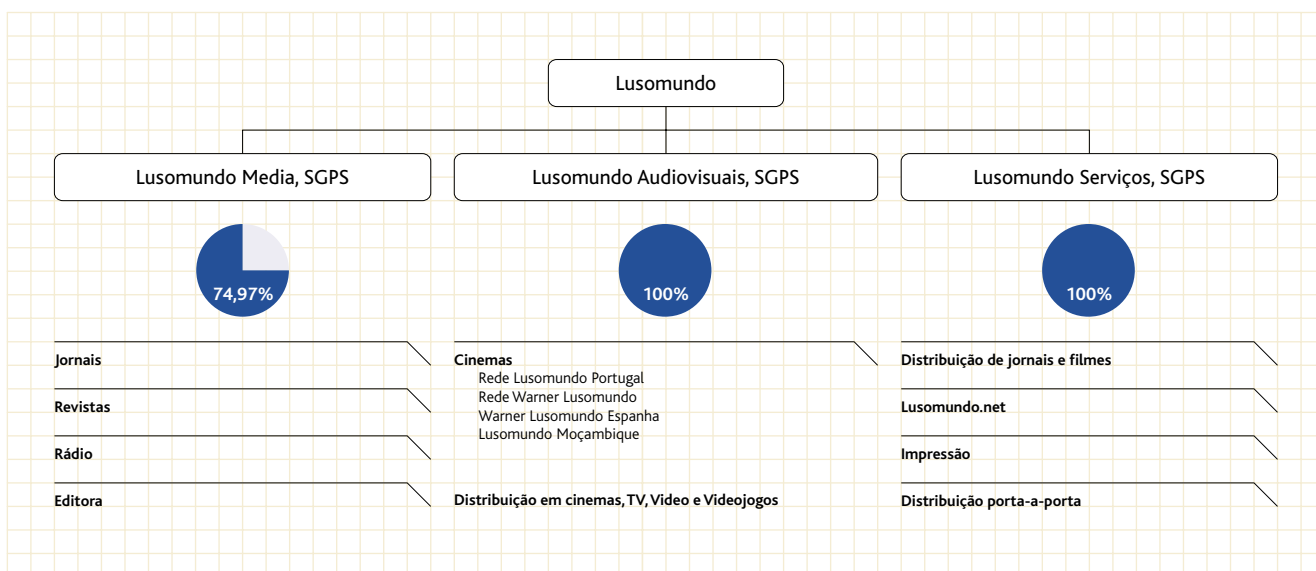 Lusomundo
Lusomundo Media, SGPS
74,97%
Jornais
Revistas
Rádio
Editora
Lusomundo Audiovisuais, SGPS
100%
Cinemas
Rede Lusomundo Portugal
Rede Warner Lusomundo
Warner Lusomundo Espanha
Lusomundo Moçambique
Distribuição em cinemas, TV, Video e Videojogos
Lusomundo Serviços, SGPS
100%
Distribuição de jornais e filmes
Lusomundo.net
Impressão
Distribuição porta-a-porta